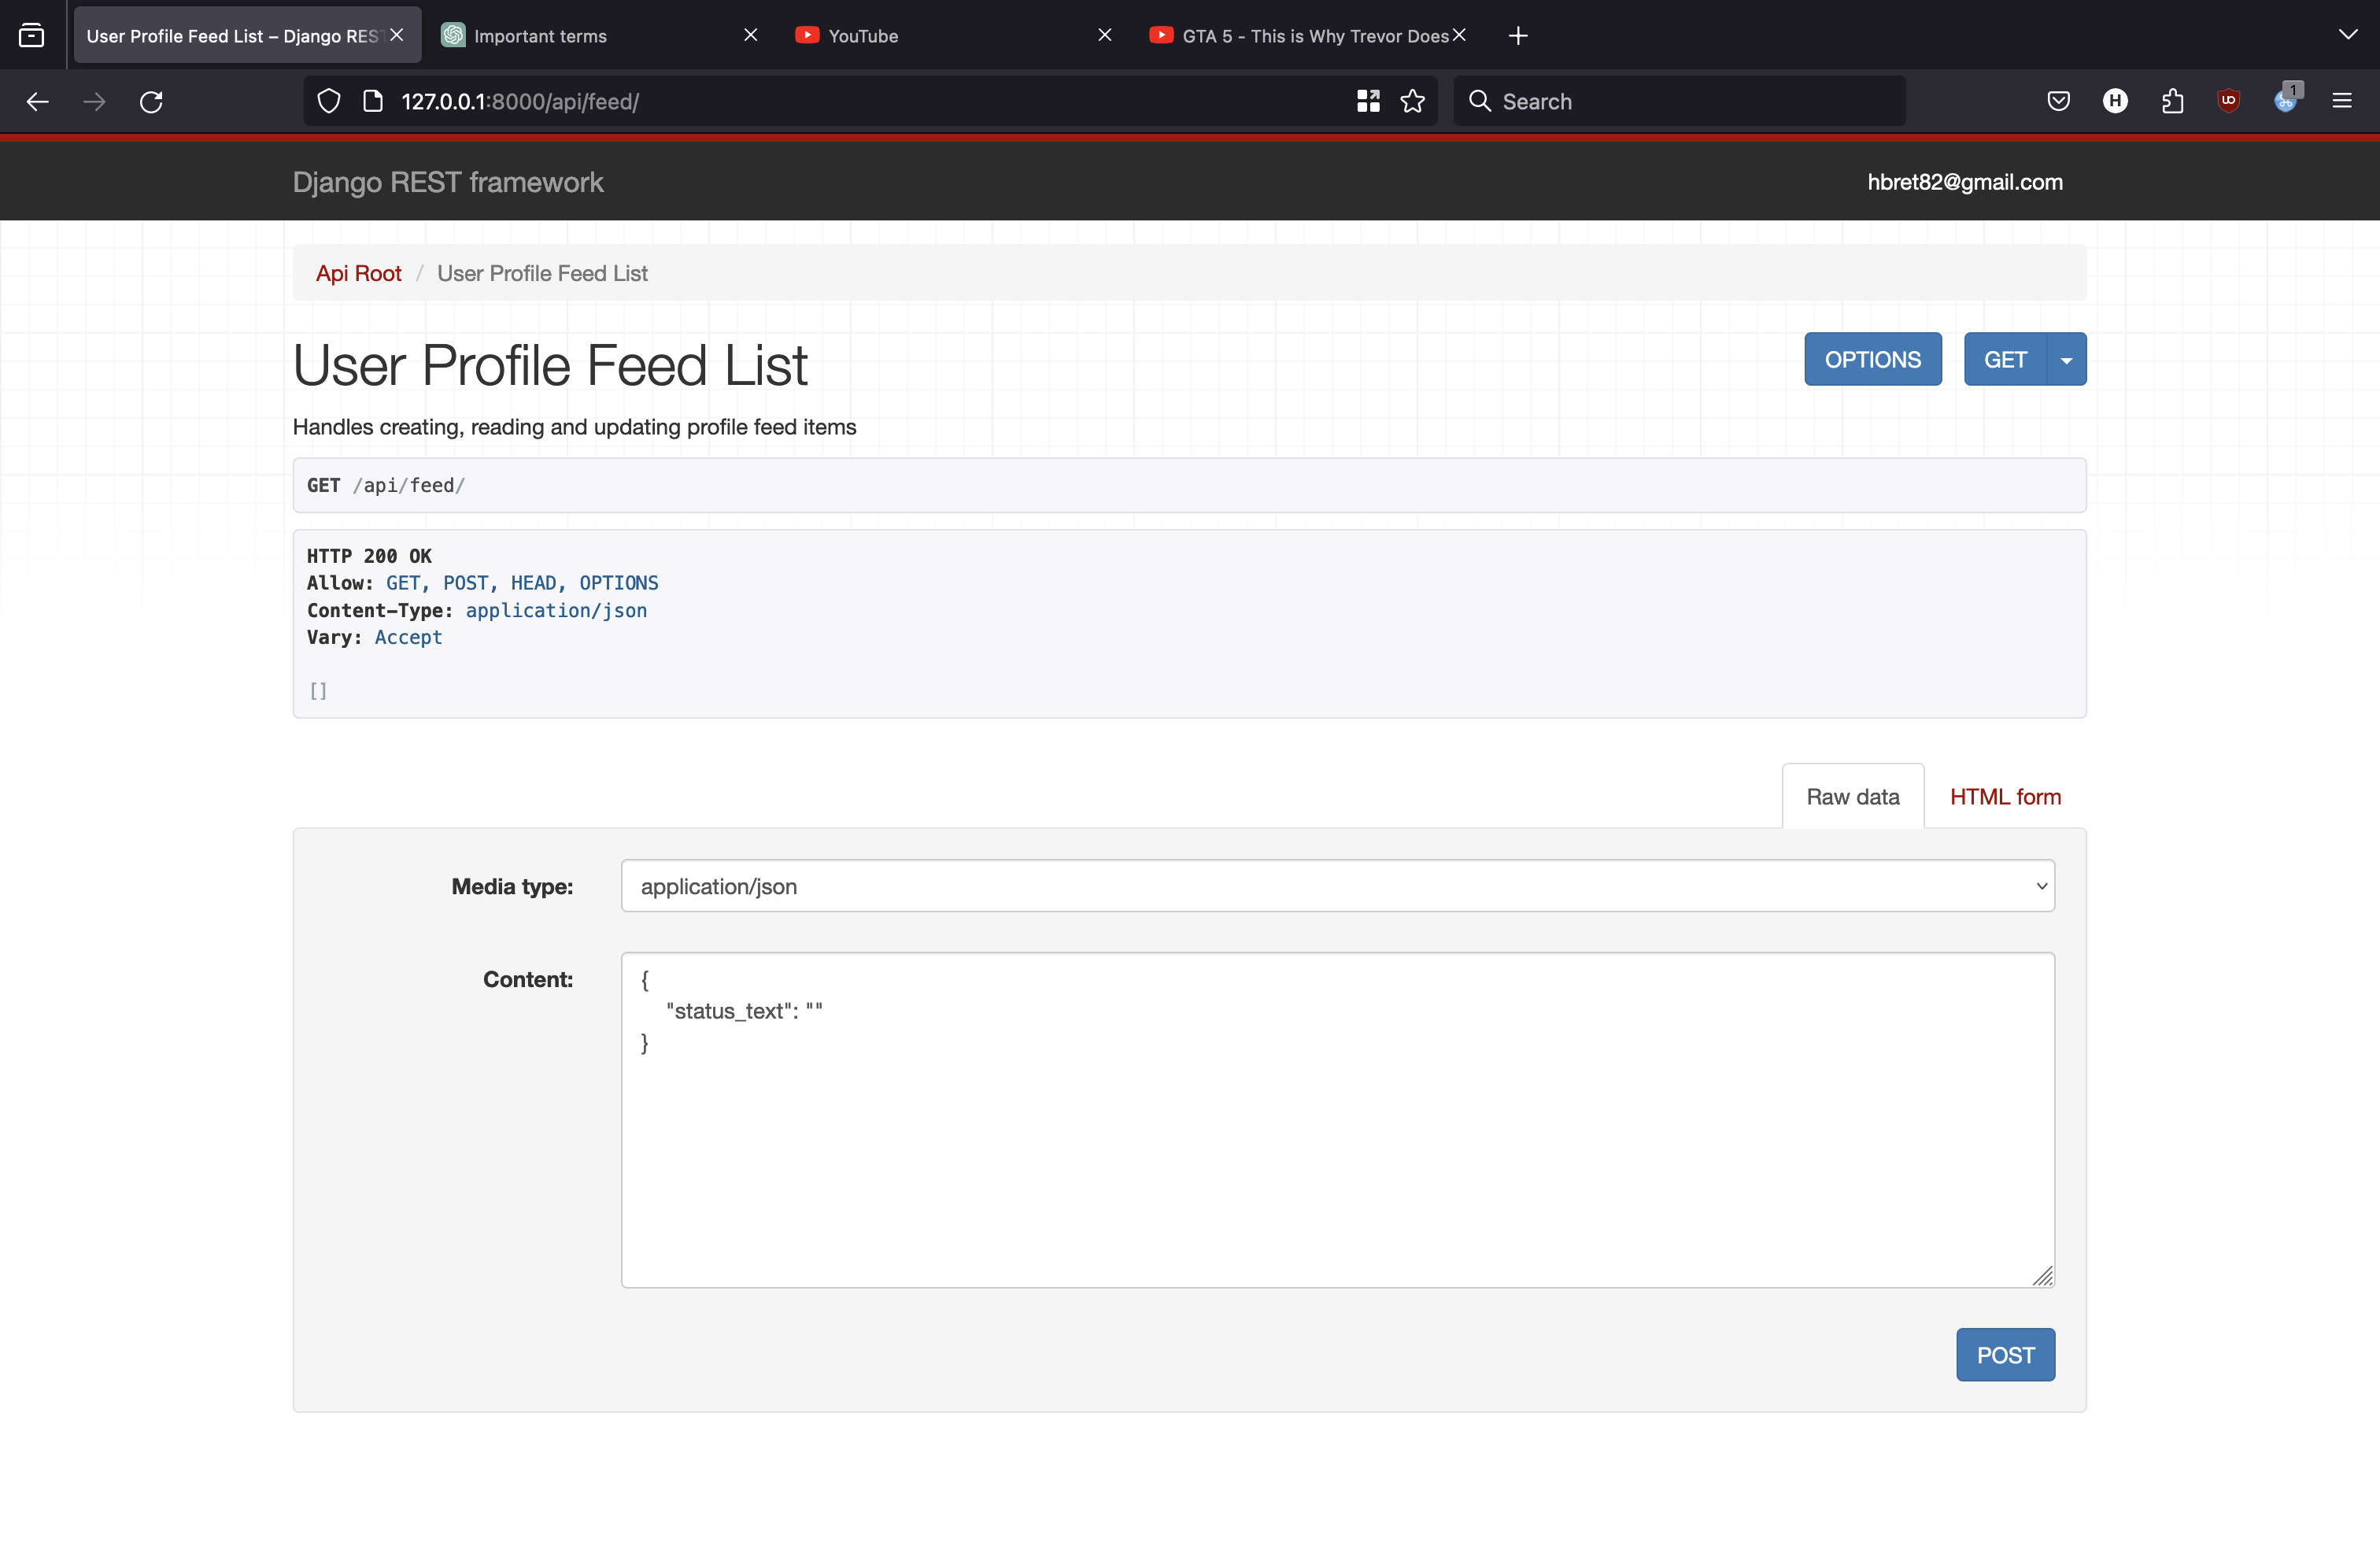 User Profile Feed List – Django RES
Important terms
YouTube
GTA 5 - This is Why Trevor Does
127.0.0.1:8000/api/feed/
Search
H
UO
1
Django REST framework
hbret82@gmail.com
Api Root / User Profile Feed List
User Profile Feed List
OPTIONS
GET
Handles creating, reading and updating profile feed items
GET /api/feed/
HTTP 200 OK
Allow: GET, POST, HEAD, OPTIONS
Content-Type: application/json
Vary: Accept
[]
Raw data
HTML form
Media type:
application/json
Content:
{
"status_text": ""
}
POST